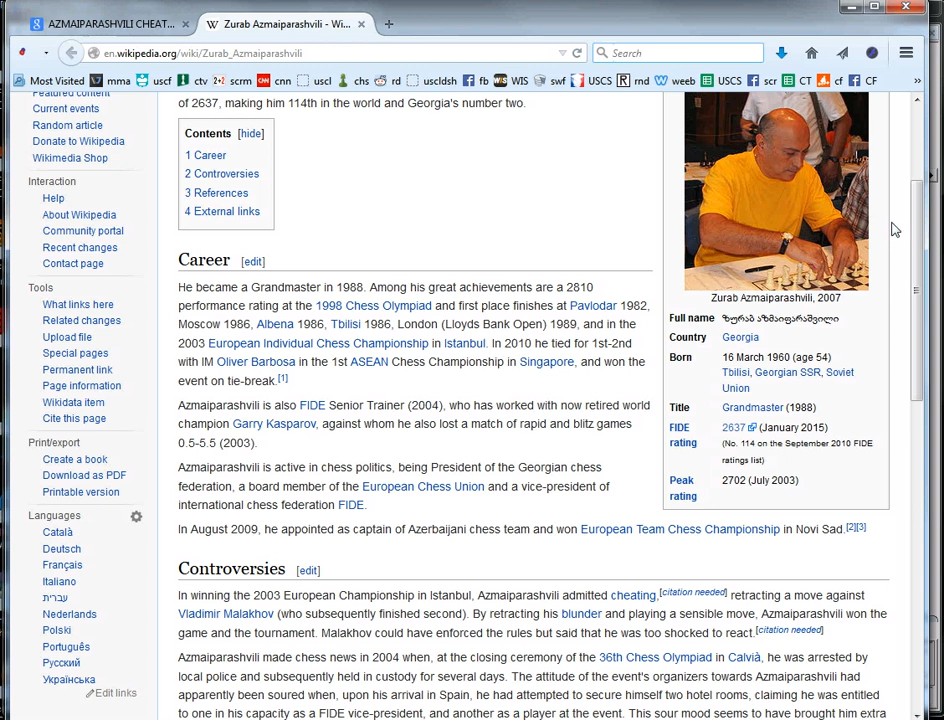 AZMAIPARASHVILI CHEAT... ×
W Zurab Azmaiparashvili - Wi... ×
en.wikipedia.org/wiki/Zurab_Azmaiparashvili
Search
Most Visited mma uscf ctv scrm cnn uscl chs rd uscldsh fb WIS swf USCS rnd weeb USCS scr CT cf CF »
Featured content
Current events
Random article
Donate to Wikipedia
Wikimedia Shop
Interaction
Help
About Wikipedia
Community portal
Recent changes
Contact page
Tools
What links here
Related changes
Upload file
Special pages
Permanent link
Page information
Wikidata item
Cite this page
Print/export
Create a book
Download as PDF
Printable version
Languages
Català
Deutsch
Français
Italiano
עברית
Nederlands
Polski
Português
Русский
Українська
Edit links
of 2637, making him 114th in the world and Georgia's number two.
Contents [hide]
1 Career
2 Controversies
3 References
4 External links
Career [edit]
He became a Grandmaster in 1988. Among his great achievements are a 2810
performance rating at the 1998 Chess Olympiad and first place finishes at Pavlodar 1982,
Moscow 1986, Albena 1986, Tbilisi 1986, London (Lloyds Bank Open) 1989, and in the
2003 European Individual Chess Championship in Istanbul. In 2010 he tied for 1st-2nd
with IM Oliver Barbosa in the 1st ASEAN Chess Championship in Singapore, and won the
event on tie-break.[1]
Azmaiparashvili is also FIDE Senior Trainer (2004), who has worked with now retired world
champion Garry Kasparov, against whom he also lost a match of rapid and blitz games
0.5-5.5 (2003).
Azmaiparashvili is active in chess politics, being President of the Georgian chess
federation, a board member of the European Chess Union and a vice-president of
international chess federation FIDE.
In August 2009, he appointed as captain of Azerbaijani chess team and won European Team Chess Championship in Novi Sad.[2][3]
Zurab Azmaiparashvili, 2007
Full name ზურაბ აზმაიფარაშვილი
Country Georgia
Born 16 March 1960 (age 54)
Tbilisi, Georgian SSR, Soviet
Union
Title Grandmaster (1988)
FIDE rating 2637 (January 2015)
(No. 114 on the September 2010 FIDE
ratings list)
Peak rating 2702 (July 2003)
Controversies [edit]
In winning the 2003 European Championship in Istanbul, Azmaiparashvili admitted cheating,[citation needed] retracting a move against
Vladimir Malakhov (who subsequently finished second). By retracting his blunder and playing a sensible move, Azmaiparashvili won the
game and the tournament. Malakhov could have enforced the rules but said that he was too shocked to react.[citation needed]
Azmaiparashvili made chess news in 2004 when, at the closing ceremony of the 36th Chess Olympiad in Calvià, he was arrested by
local police and subsequently held in custody for several days. The attitude of the event's organizers towards Azmaiparashvili had
apparently been soured when, upon his arrival in Spain, he had attempted to secure himself two hotel rooms, claiming he was entitled
to one in his capacity as a FIDE vice-president, and another as a player at the event. This sour mood seems to have brought him extra